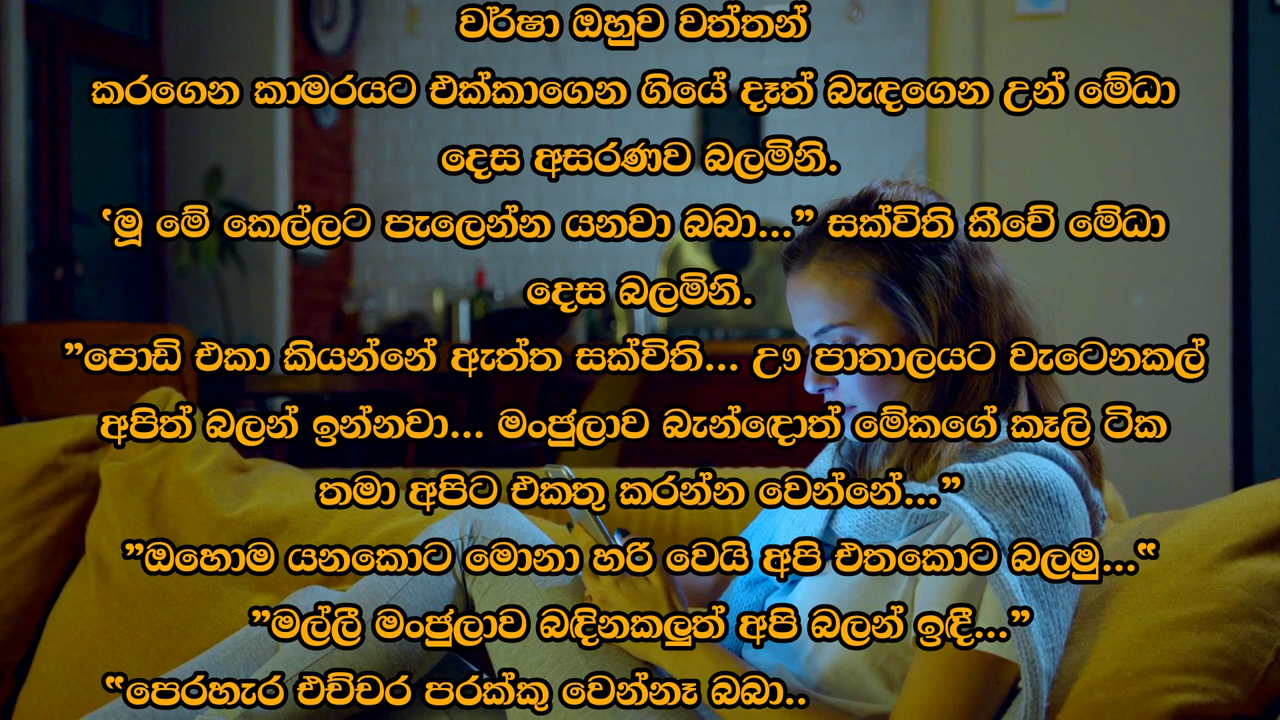 වර්ෂා ඔහුව වත්තන්
කරගෙන කාමරයට එක්කාගෙන ගියේ දෑත් බැඳගෙන උන් මේධා
දෙස අසරණව බලමිනි.
‛මූ මේ කෙල්ලට පැලෙන්න යනවා බබා...” සක්විති කීවේ මේධා
දෙස බලමිනි.
”පොඩි එකා කියන්නේ ඇත්ත සක්විති... ඌ පාතාලයට වැටෙනකල්
අපිත් බලන් ඉන්නවා... මංජුලාව බැන්ඳොත් මේකගේ කෑලි ටික
තමා අපිට එකතු කරන්න වෙන්නේ...”
”ඔහොම යනකොට මොනා හරි වෙයි අපි එතකොට බලමු...‟
”මල්ලී මංජුලාව බඳිනකලුත් අපි බලන් ඉඳී...”
‟පෙරහැර එච්චර පරක්කු වෙන්නෑ බබා..